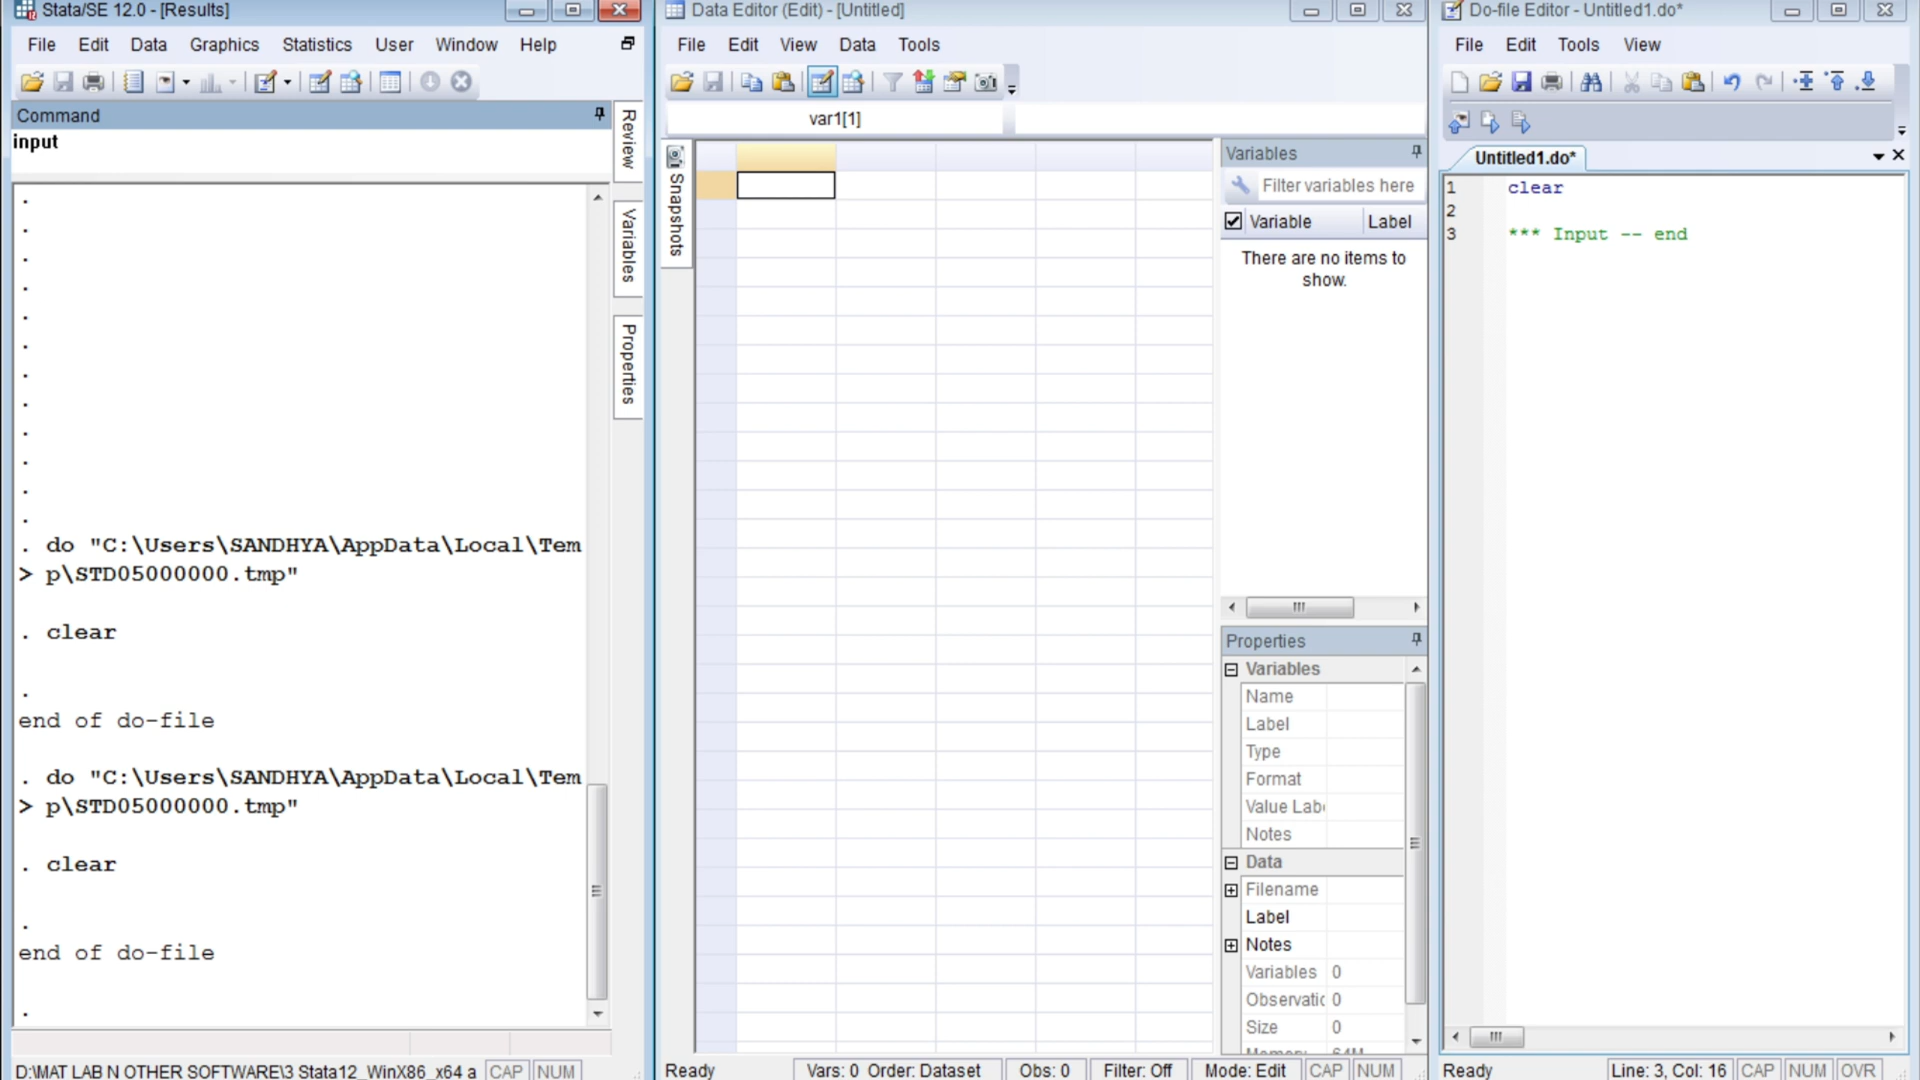 Stata/SE 12.0 - [Results]
File Edit Data Graphics Statistics User Window Help
Command
input
Review
Variables
Properties
.
.
.
.
.
.
.
.
.
.
.
.
. do "C:\Users\SANDHYA\AppData\Local\Tem
> p\STD05000000.tmp"
. clear
.
end of do-file
. do "C:\Users\SANDHYA\AppData\Local\Tem
> p\STD05000000.tmp"
. clear
.
end of do-file
.
D:\MAT LAB N OTHER SOFTWARE\3 Stata12_WinX86_x64 a CAP NUM
Data Editor (Edit) - [Untitled]
File Edit View Data Tools
var1[1]
Snapshots
Variables
Filter variables here
Variable Label
There are no items to
show.
Properties
Variables
Name
Label
Type
Format
Value Lab
Notes
Data
Filename
Label
Notes
Variables 0
Observatio 0
Size 0
Memory 64M
Ready Vars: 0 Order: Dataset Obs: 0 Filter: Off Mode: Edit CAP NUM
Do-file Editor - Untitled1.do*
File Edit Tools View
Untitled1.do*
1 clear
2
3 *** Input -- end
Ready Line: 3, Col: 16 CAP NUM OVR